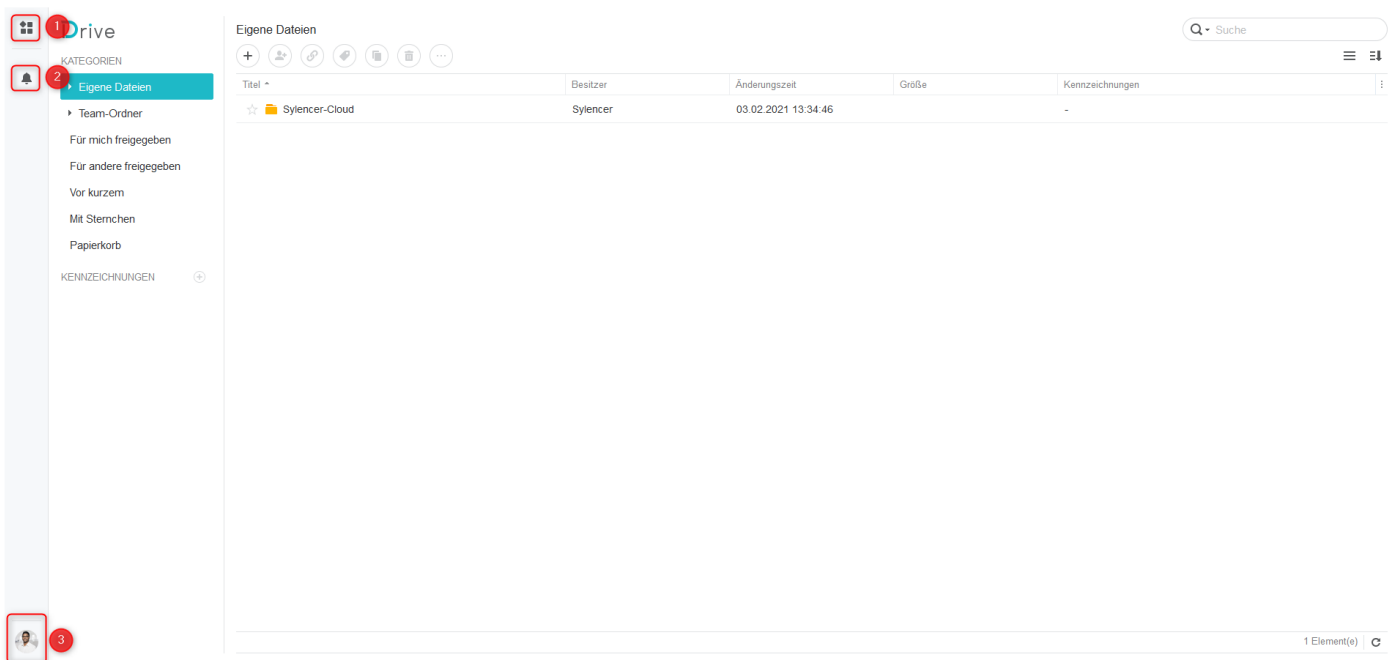 1
Drive
2
3
KATEGORIEN
Eigene Dateien
Team-Ordner
Für mich freigegeben
Für andere freigegeben
Vor kurzem
Mit Sternchen
Papierkorb
KENNZEICHNUNGEN
Eigene Dateien
Suche
Titel Besitzer Änderungszeit Größe Kennzeichnungen
Sylencer-Cloud Sylencer 03.02.2021 13:34:46 -
1 Element(e)